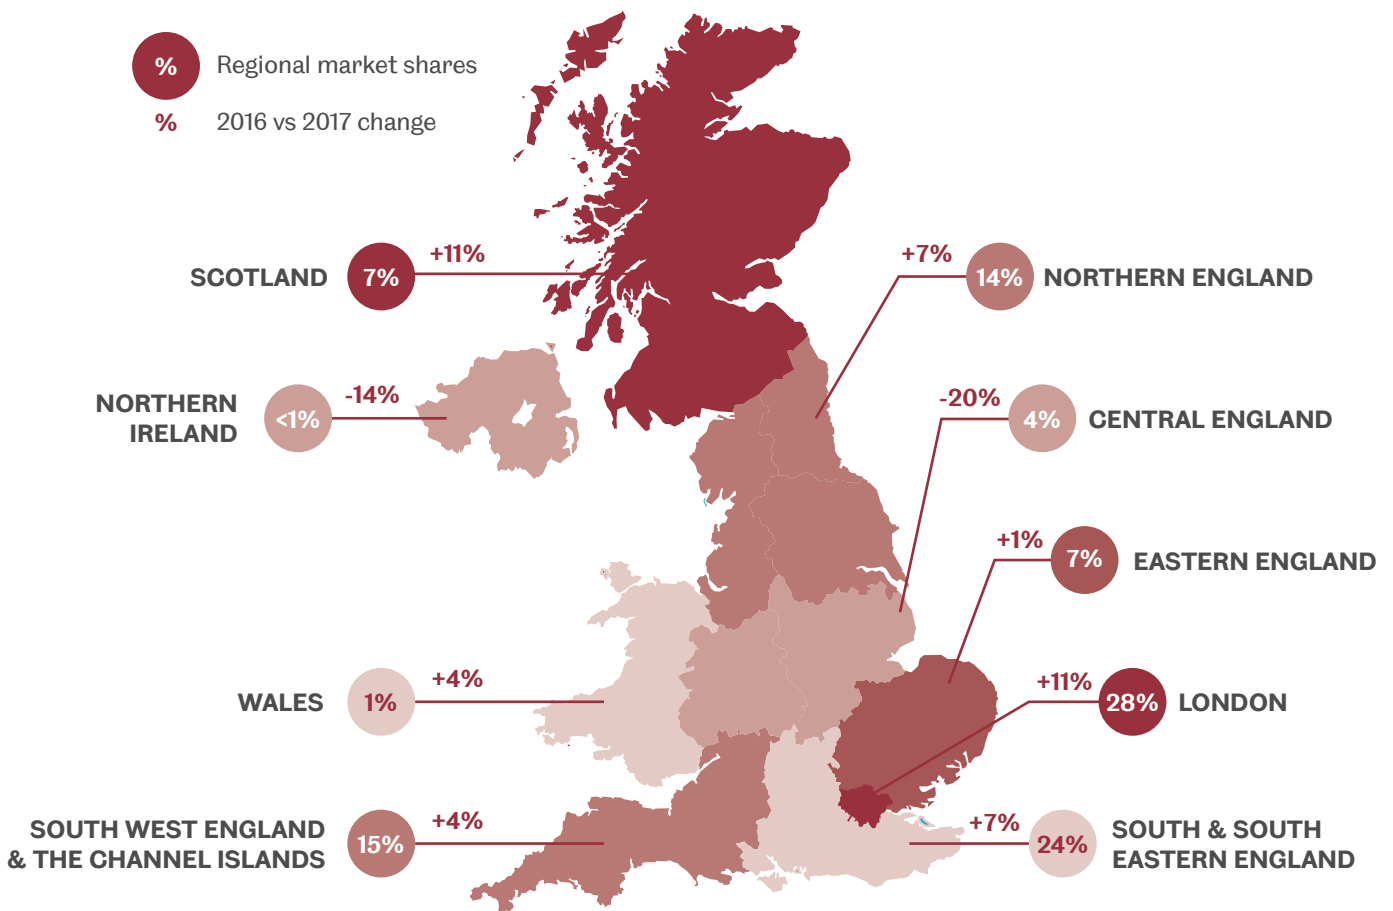 % Regional market shares
% 2016 vs 2017 change
SCOTLAND 7% +11%
+7% 14% NORTHERN ENGLAND
NORTHERN
IRELAND
<1% -14%
-20% 4% CENTRAL ENGLAND
+1% 7% EASTERN ENGLAND
WALES 1% +4%
+11% 28% LONDON
SOUTH WEST ENGLAND
& THE CHANNEL ISLANDS
15% +4%
+7% 24%
SOUTH & SOUTH
EASTERN ENGLAND